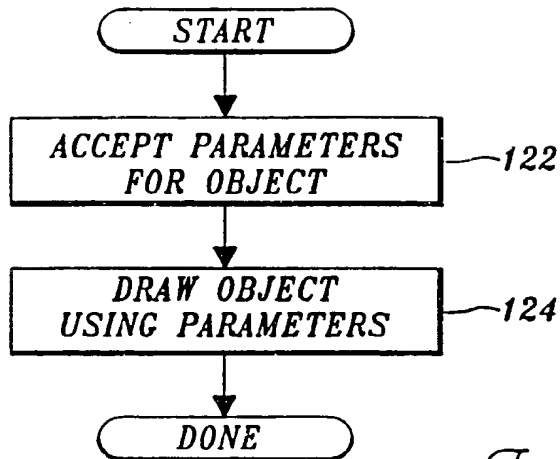 START
ACCEPT PARAMETERS
FOR OBJECT
122
DRAW OBJECT
USING PARAMETERS
124
DONE